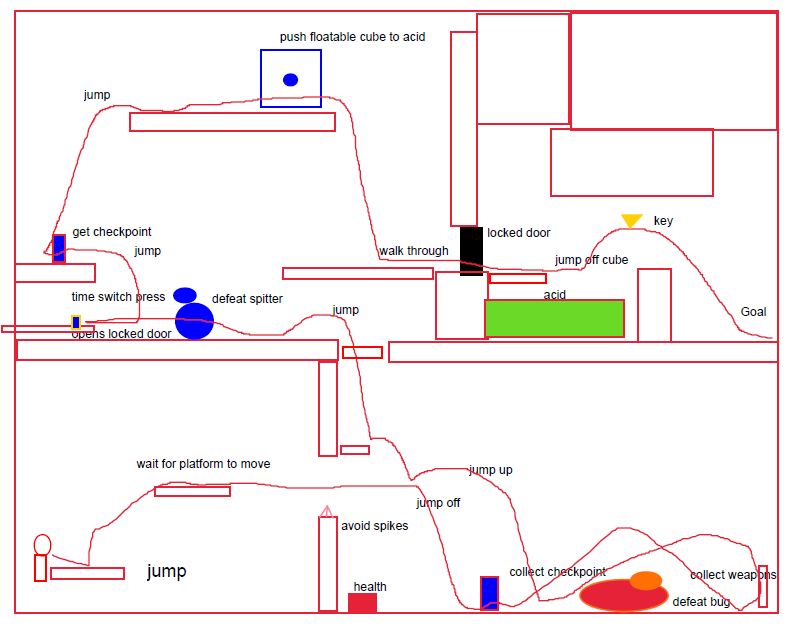 push floatable cube to acid
jump
get checkpoint
jump
key
locked door
walk through
jump off cube
time switch press
defeat spitter
acid
jump
Goal
opens locked door
wait for platform to move
jump up
jump off
avoid spikes
jump
collect checkpoint
collect weapons
health
defeat bug